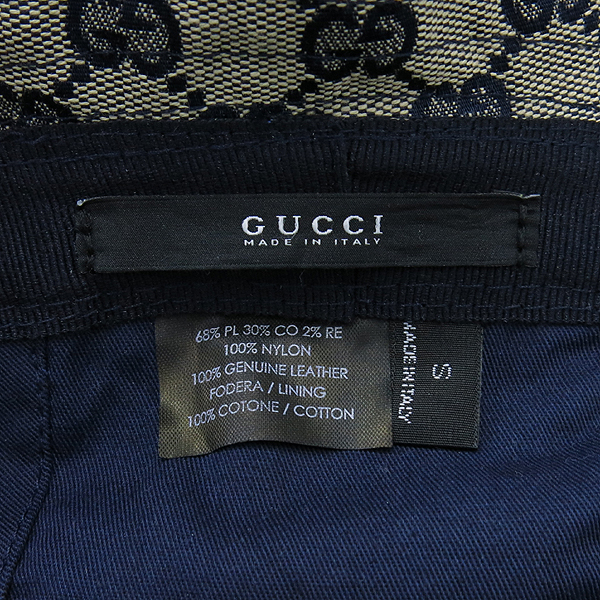 GUCCI
MADE IN ITALY
68% PL 30% CO 2% RE
100% NYLON
100% GENUINE LEATHER
FODERA / LINING
100% COTONE / COTTON
MADE IN ITALY
S